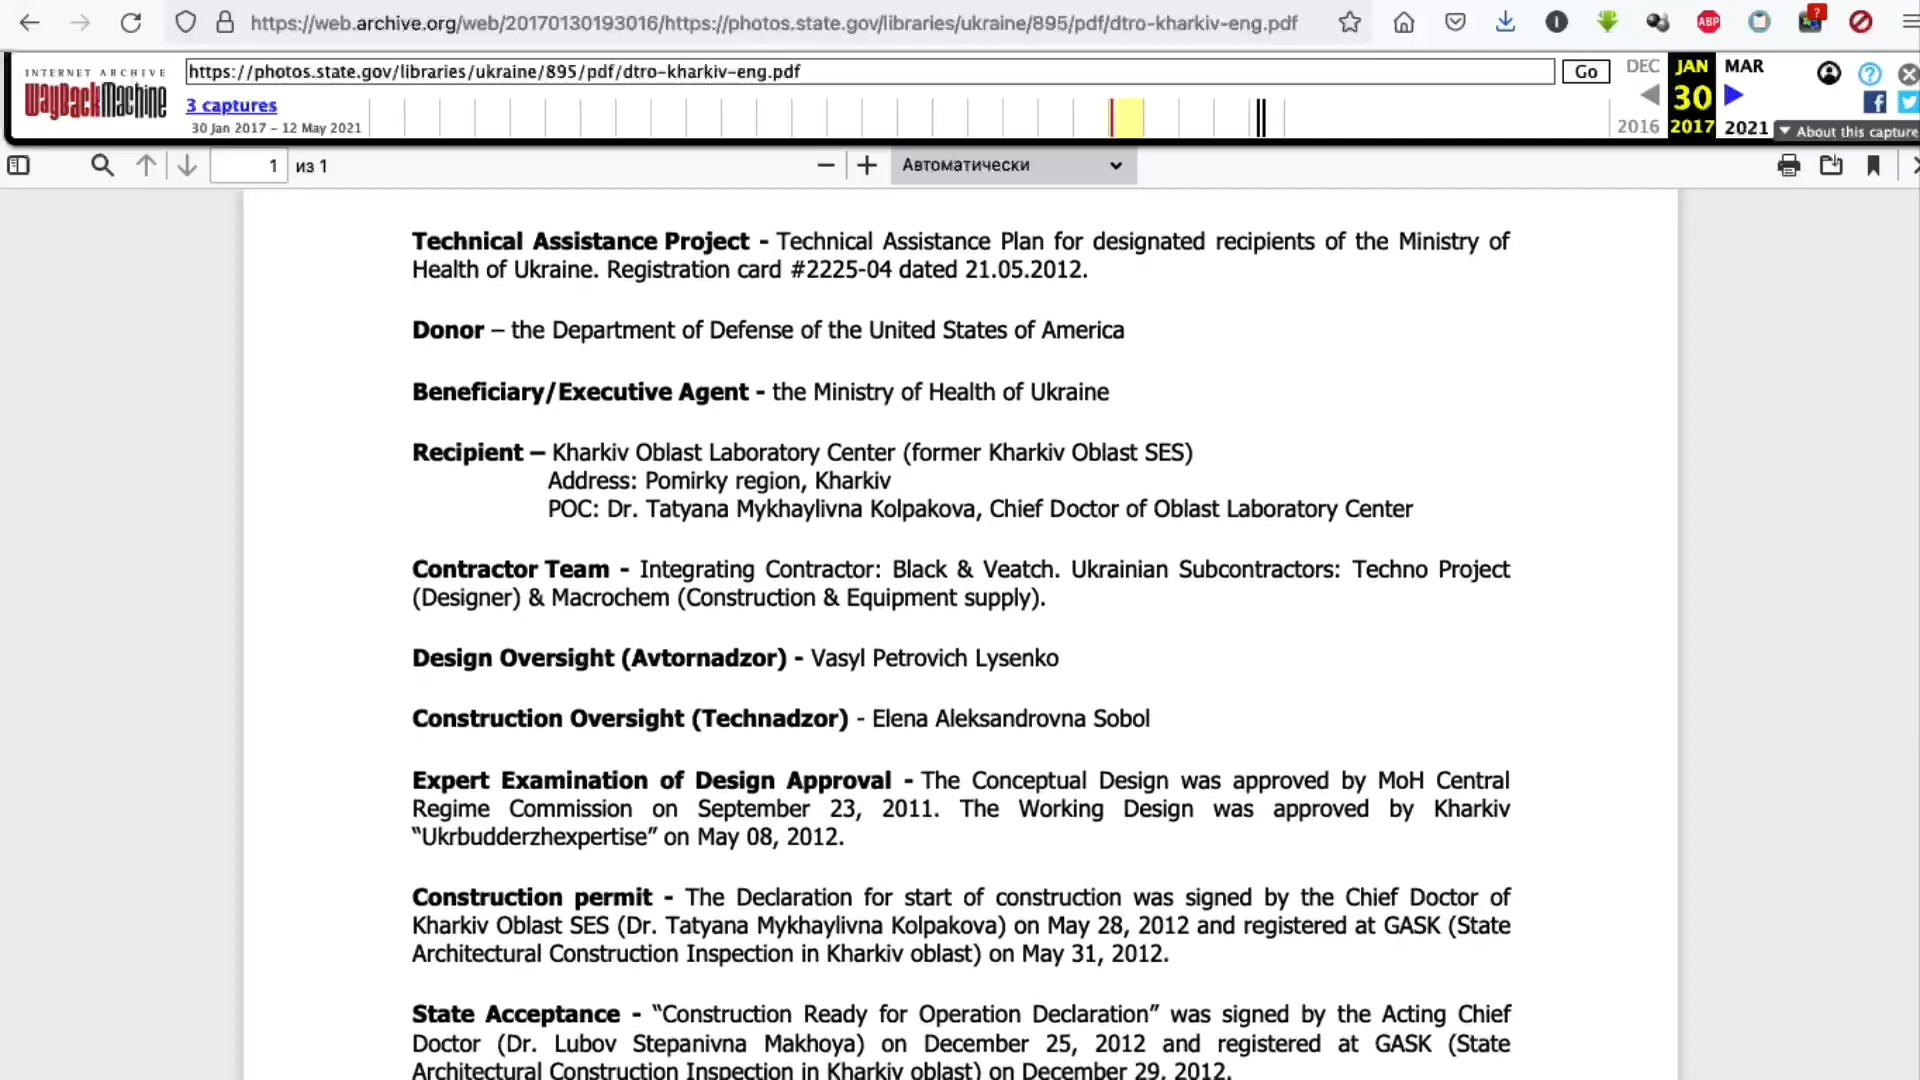 https://web.archive.org/web/20170130193016/https://photos.state.gov/libraries/ukraine/895/pdf/dtro-kharkiv-eng.pdf
ABP
?
INTERNET ARCHIVE
WayBackMachine
https://photos.state.gov/libraries/ukraine/895/pdf/dtro-kharkiv-eng.pdf
Go
DEC
JAN
MAR
3 captures
30
30 Jan 2017 – 12 May 2021
2016
2017
2021
About this capture
1
из 1
Автоматически
Technical Assistance Project - Technical Assistance Plan for designated recipients of the Ministry of
Health of Ukraine. Registration card #2225-04 dated 21.05.2012.
Donor – the Department of Defense of the United States of America
Beneficiary/Executive Agent - the Ministry of Health of Ukraine
Recipient – Kharkiv Oblast Laboratory Center (former Kharkiv Oblast SES)
Address: Pomirky region, Kharkiv
POC: Dr. Tatyana Mykhaylivna Kolpakova, Chief Doctor of Oblast Laboratory Center
Contractor Team - Integrating Contractor: Black & Veatch. Ukrainian Subcontractors: Techno Project
(Designer) & Macrochem (Construction & Equipment supply).
Design Oversight (Avtornadzor) - Vasyl Petrovich Lysenko
Construction Oversight (Technadzor) - Elena Aleksandrovna Sobol
Expert Examination of Design Approval - The Conceptual Design was approved by MoH Central
Regime Commission on September 23, 2011. The Working Design was approved by Kharkiv
“Ukrbudderzhexpertise” on May 08, 2012.
Construction permit - The Declaration for start of construction was signed by the Chief Doctor of
Kharkiv Oblast SES (Dr. Tatyana Mykhaylivna Kolpakova) on May 28, 2012 and registered at GASK (State
Architectural Construction Inspection in Kharkiv oblast) on May 31, 2012.
State Acceptance - “Construction Ready for Operation Declaration” was signed by the Acting Chief
Doctor (Dr. Lubov Stepanivna Makhoya) on December 25, 2012 and registered at GASK (State
Architectural Construction Inspection in Kharkiv oblast) on December 29, 2012.